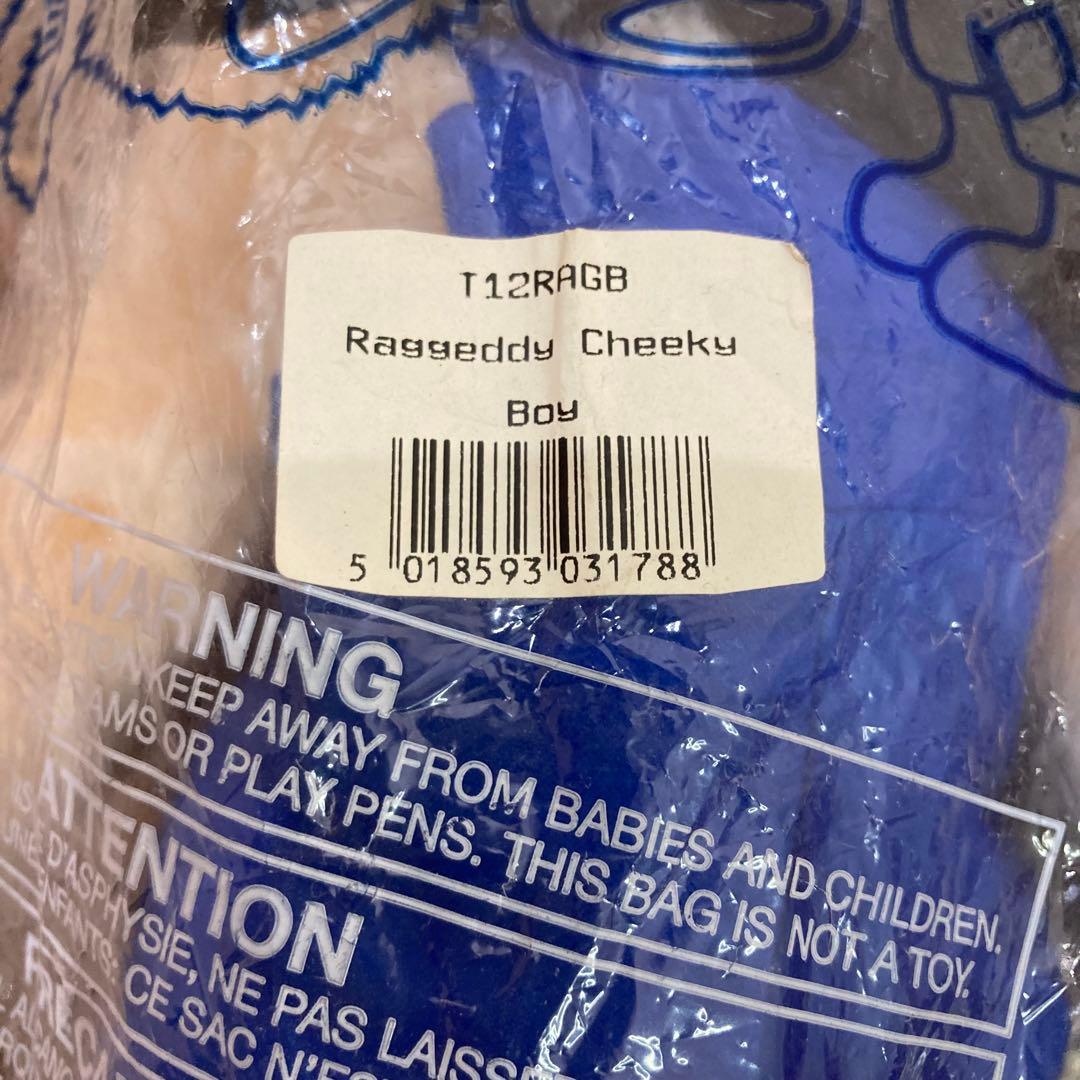 T12RAGB
Raggeddy Cheeky
Boy
5 018593 031788
WARNING
KEEP AWAY FROM BABIES AND CHILDREN.
OR PLAY PENS. THIS BAG IS NOT A TOY.
ATTENTION
D'ASPHYSIE, NE PAS
CE SAC